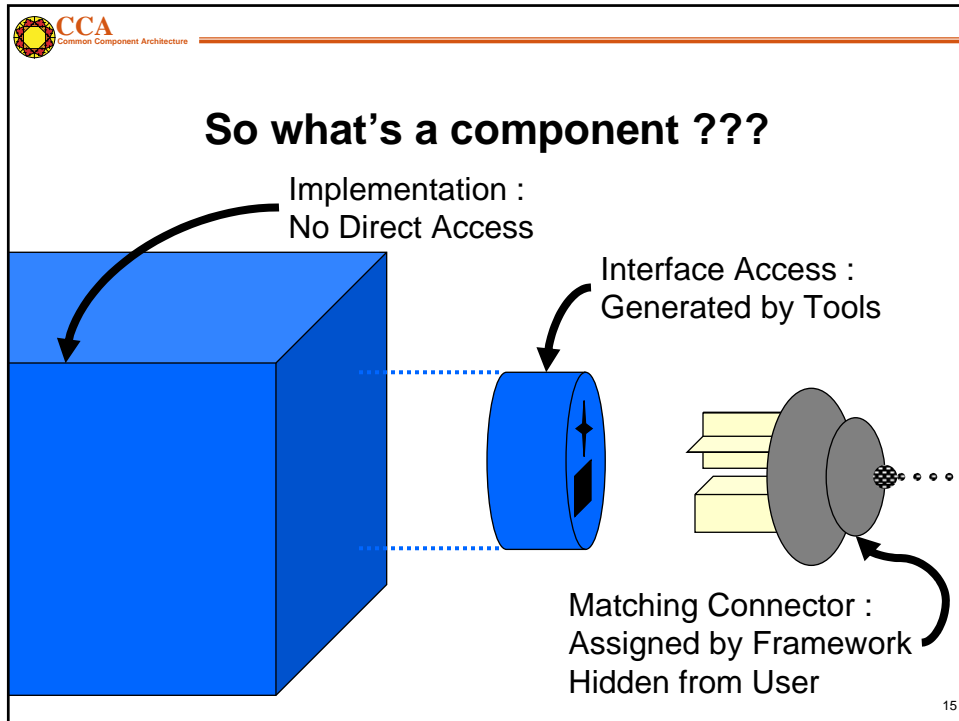 CCA
Common Component Architecture
So what's a component ???
Implementation :
No Direct Access
Interface Access :
Generated by Tools
Matching Connector :
Assigned by Framework
Hidden from User
15